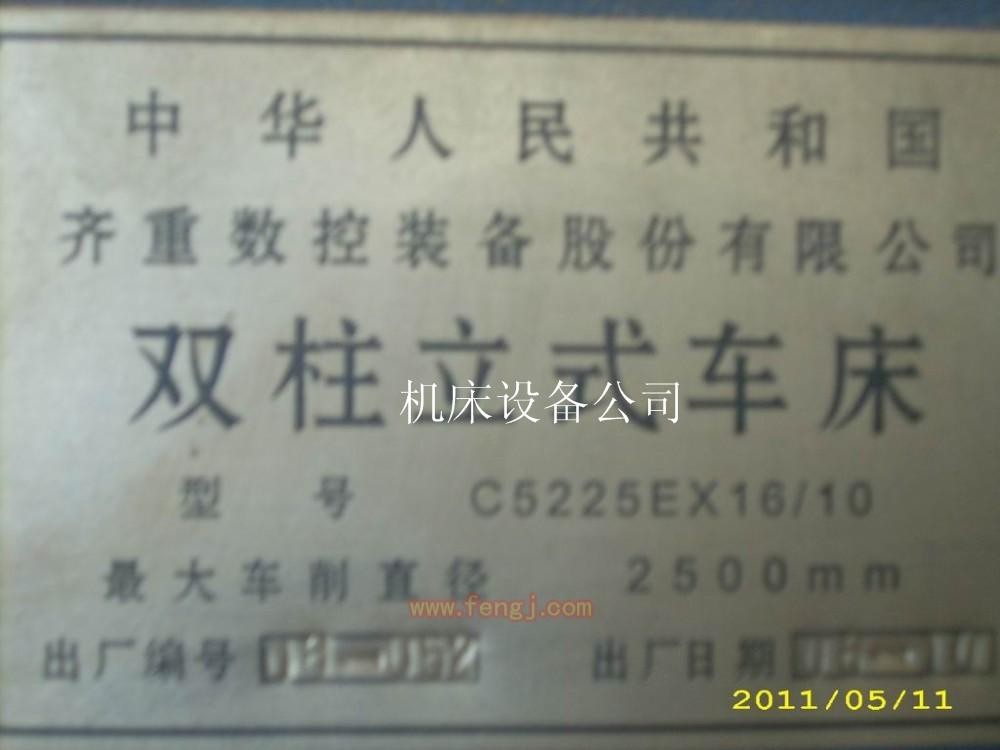 中华人民共和国
齐重数控装备股份有限公司
双柱立式车床
机床设备公司
型号 C5225EX16/10
最大车削直径 2500mm
www.fengj.com
出厂编号
出厂日期
2011/05/11